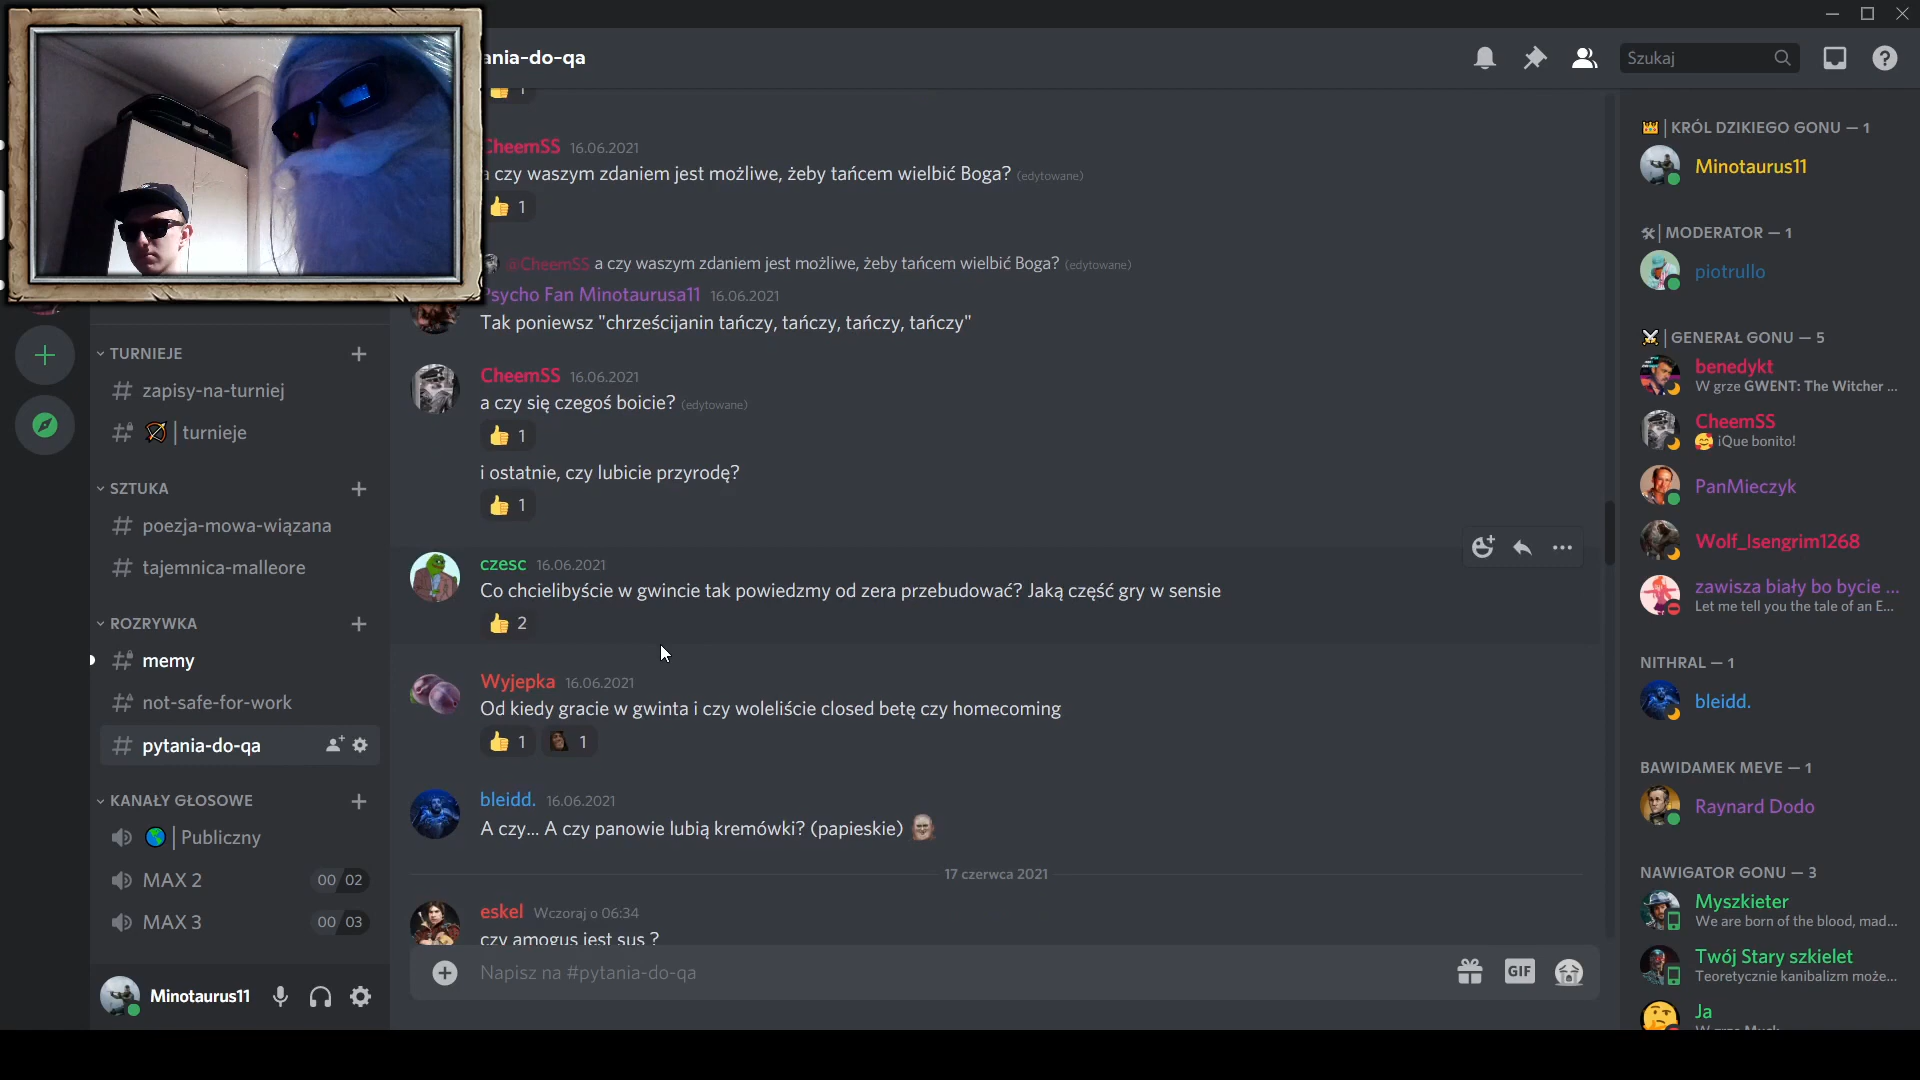 ania-do-qa
Szukaj
1
CheemSS 16.06.2021
a czy waszym zdaniem jest możliwe, żeby tańcem wielbić Boga? (edytowane)
1
@CheemSS a czy waszym zdaniem jest możliwe, żeby tańcem wielbić Boga? (edytowane)
Psycho Fan Minotaurusa11 16.06.2021
Tak poniewsz "chrześcijanin tańczy, tańczy, tańczy, tańczy"
CheemSS 16.06.2021
a czy się czegoś boicie? (edytowane)
1
i ostatnie, czy lubicie przyrodę?
1
czesc 16.06.2021
Co chcielibyście w gwincie tak powiedzmy od zera przebudować? Jaką część gry w sensie
2
Wyjepka 16.06.2021
Od kiedy gracie w gwinta i czy woleliście closed betę czy homecoming
1 1
bleidd. 16.06.2021
A czy... A czy panowie lubią kremówki? (papieskie)
17 czerwca 2021
eskel Wczoraj o 06:34
czy amogus jest sus ?
Napisz na #pytania-do-qa
GIF
TURNIEJE
zapisy-na-turniej
| turnieje
SZTUKA
poezja-mowa-wiązana
tajemnica-malleore
ROZRYWKA
memy
not-safe-for-work
pytania-do-qa
KANAŁY GŁOSOWE
| Publiczny
MAX 2 00 02
MAX 3 00 03
Minotaurus11
| KRÓL DZIKIEGO GONU — 1
Minotaurus11
| MODERATOR — 1
piotrullo
| GENERAŁ GONU — 5
benedykt
W grze GWENT: The Witcher ...
CheemSS
¡Que bonito!
PanMieczyk
Wolf_Isengrim1268
zawisza biały bo bycie ...
Let me tell you the tale of an E...
NITHRAL — 1
bleidd.
BAWIDAMEK MEVE — 1
Raynard Dodo
NAWIGATOR GONU — 3
Myszkieter
We are born of the blood, mad...
Twój Stary szkielet
Teoretycznie kanibalizm może...
Ja